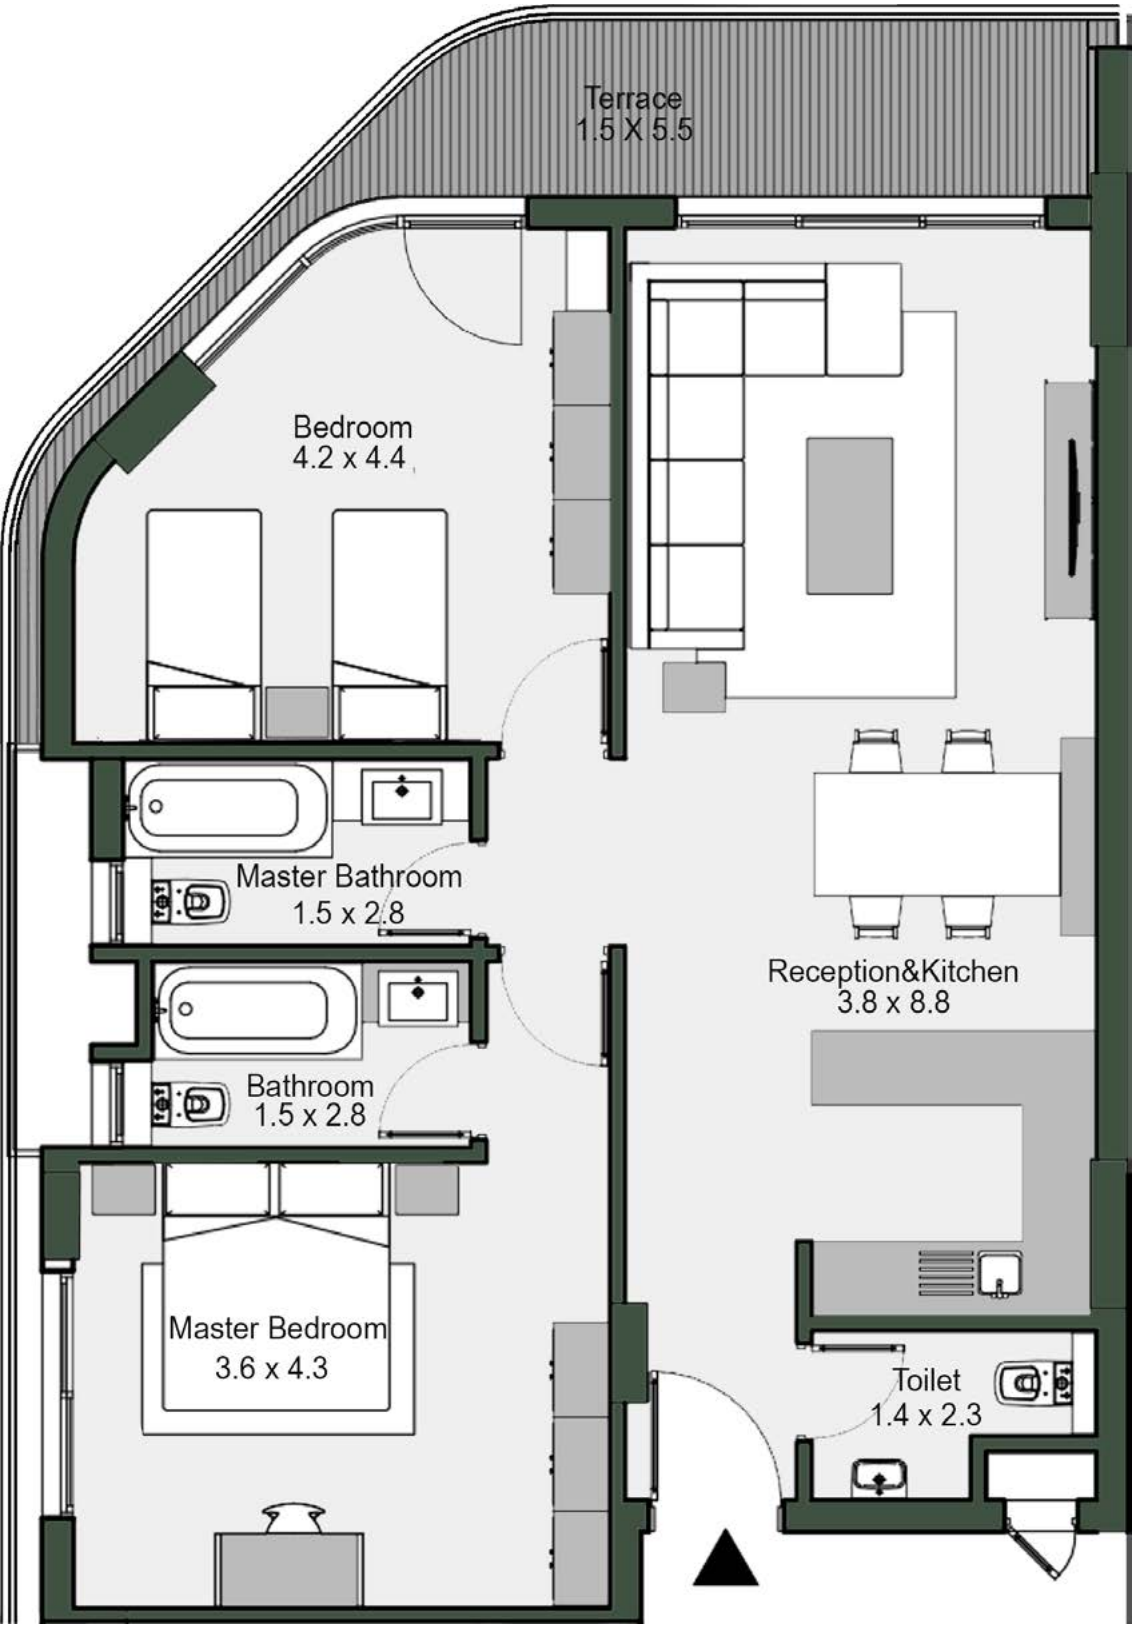 Terrace
1.5 X 5.5
Bedroom
4.2 x 4.4
Master Bathroom
1.5 x 2.8
Reception&Kitchen
3.8 x 8.8
Bathroom
1.5 x 2.8
Master Bedroom
3.6 x 4.3
Toilet
1.4 x 2.3